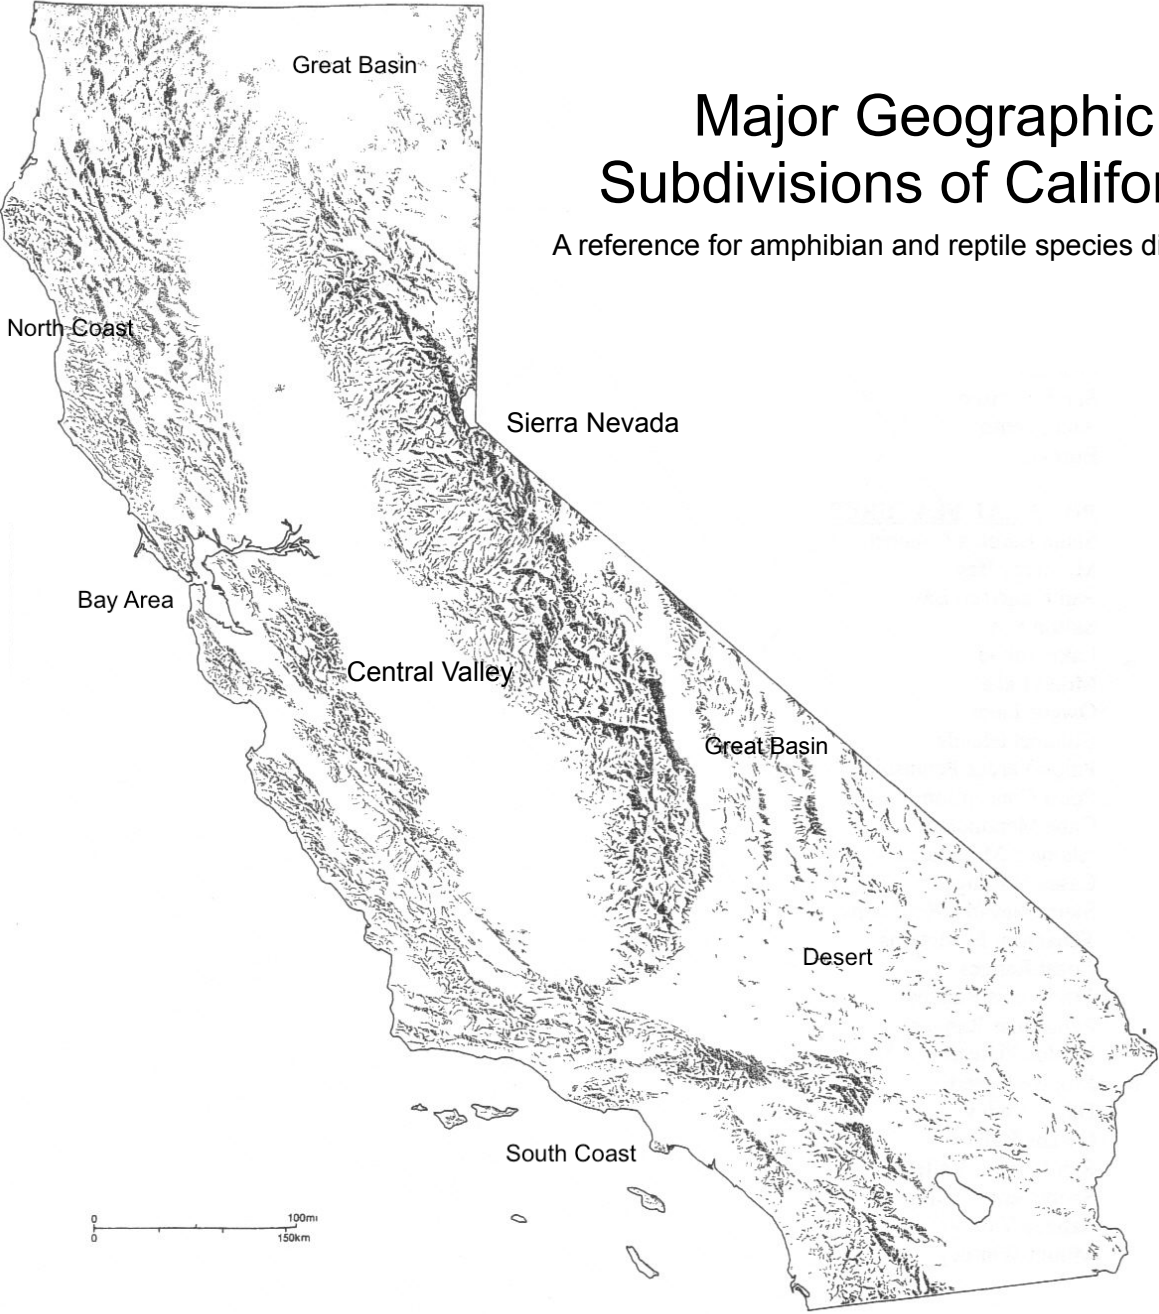 Great Basin
Major Geographic
Subdivisions of Califor
A reference for amphibian and reptile species di
North Coast
Sierra Nevada
Bay Area
Central Valley
Great Basin
Desert
South Coast
0 100mi
0 150km